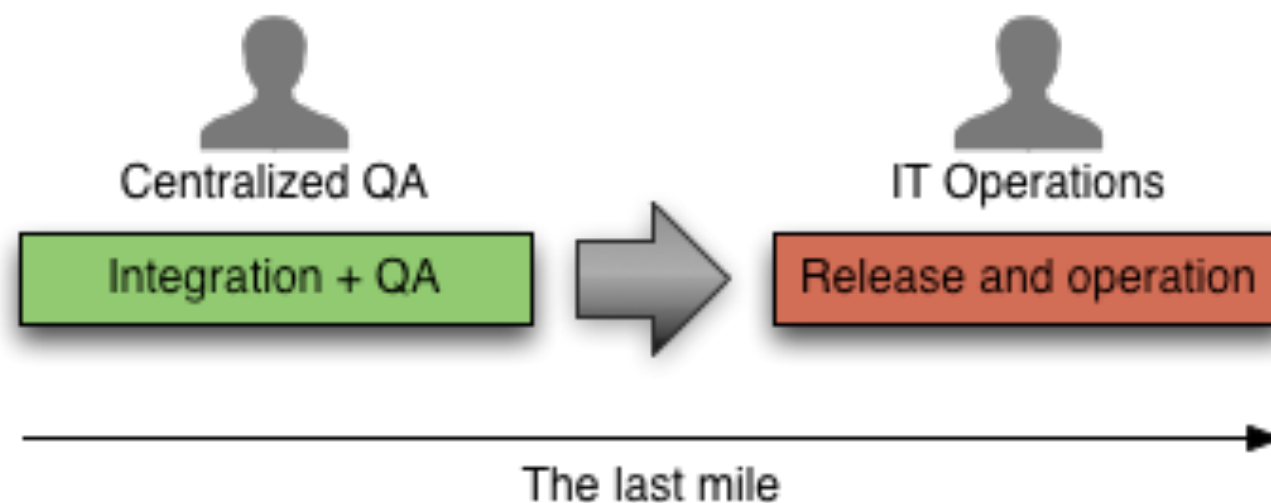 Centralized QA
IT Operations
Integration + QA
Release and operation
The last mile